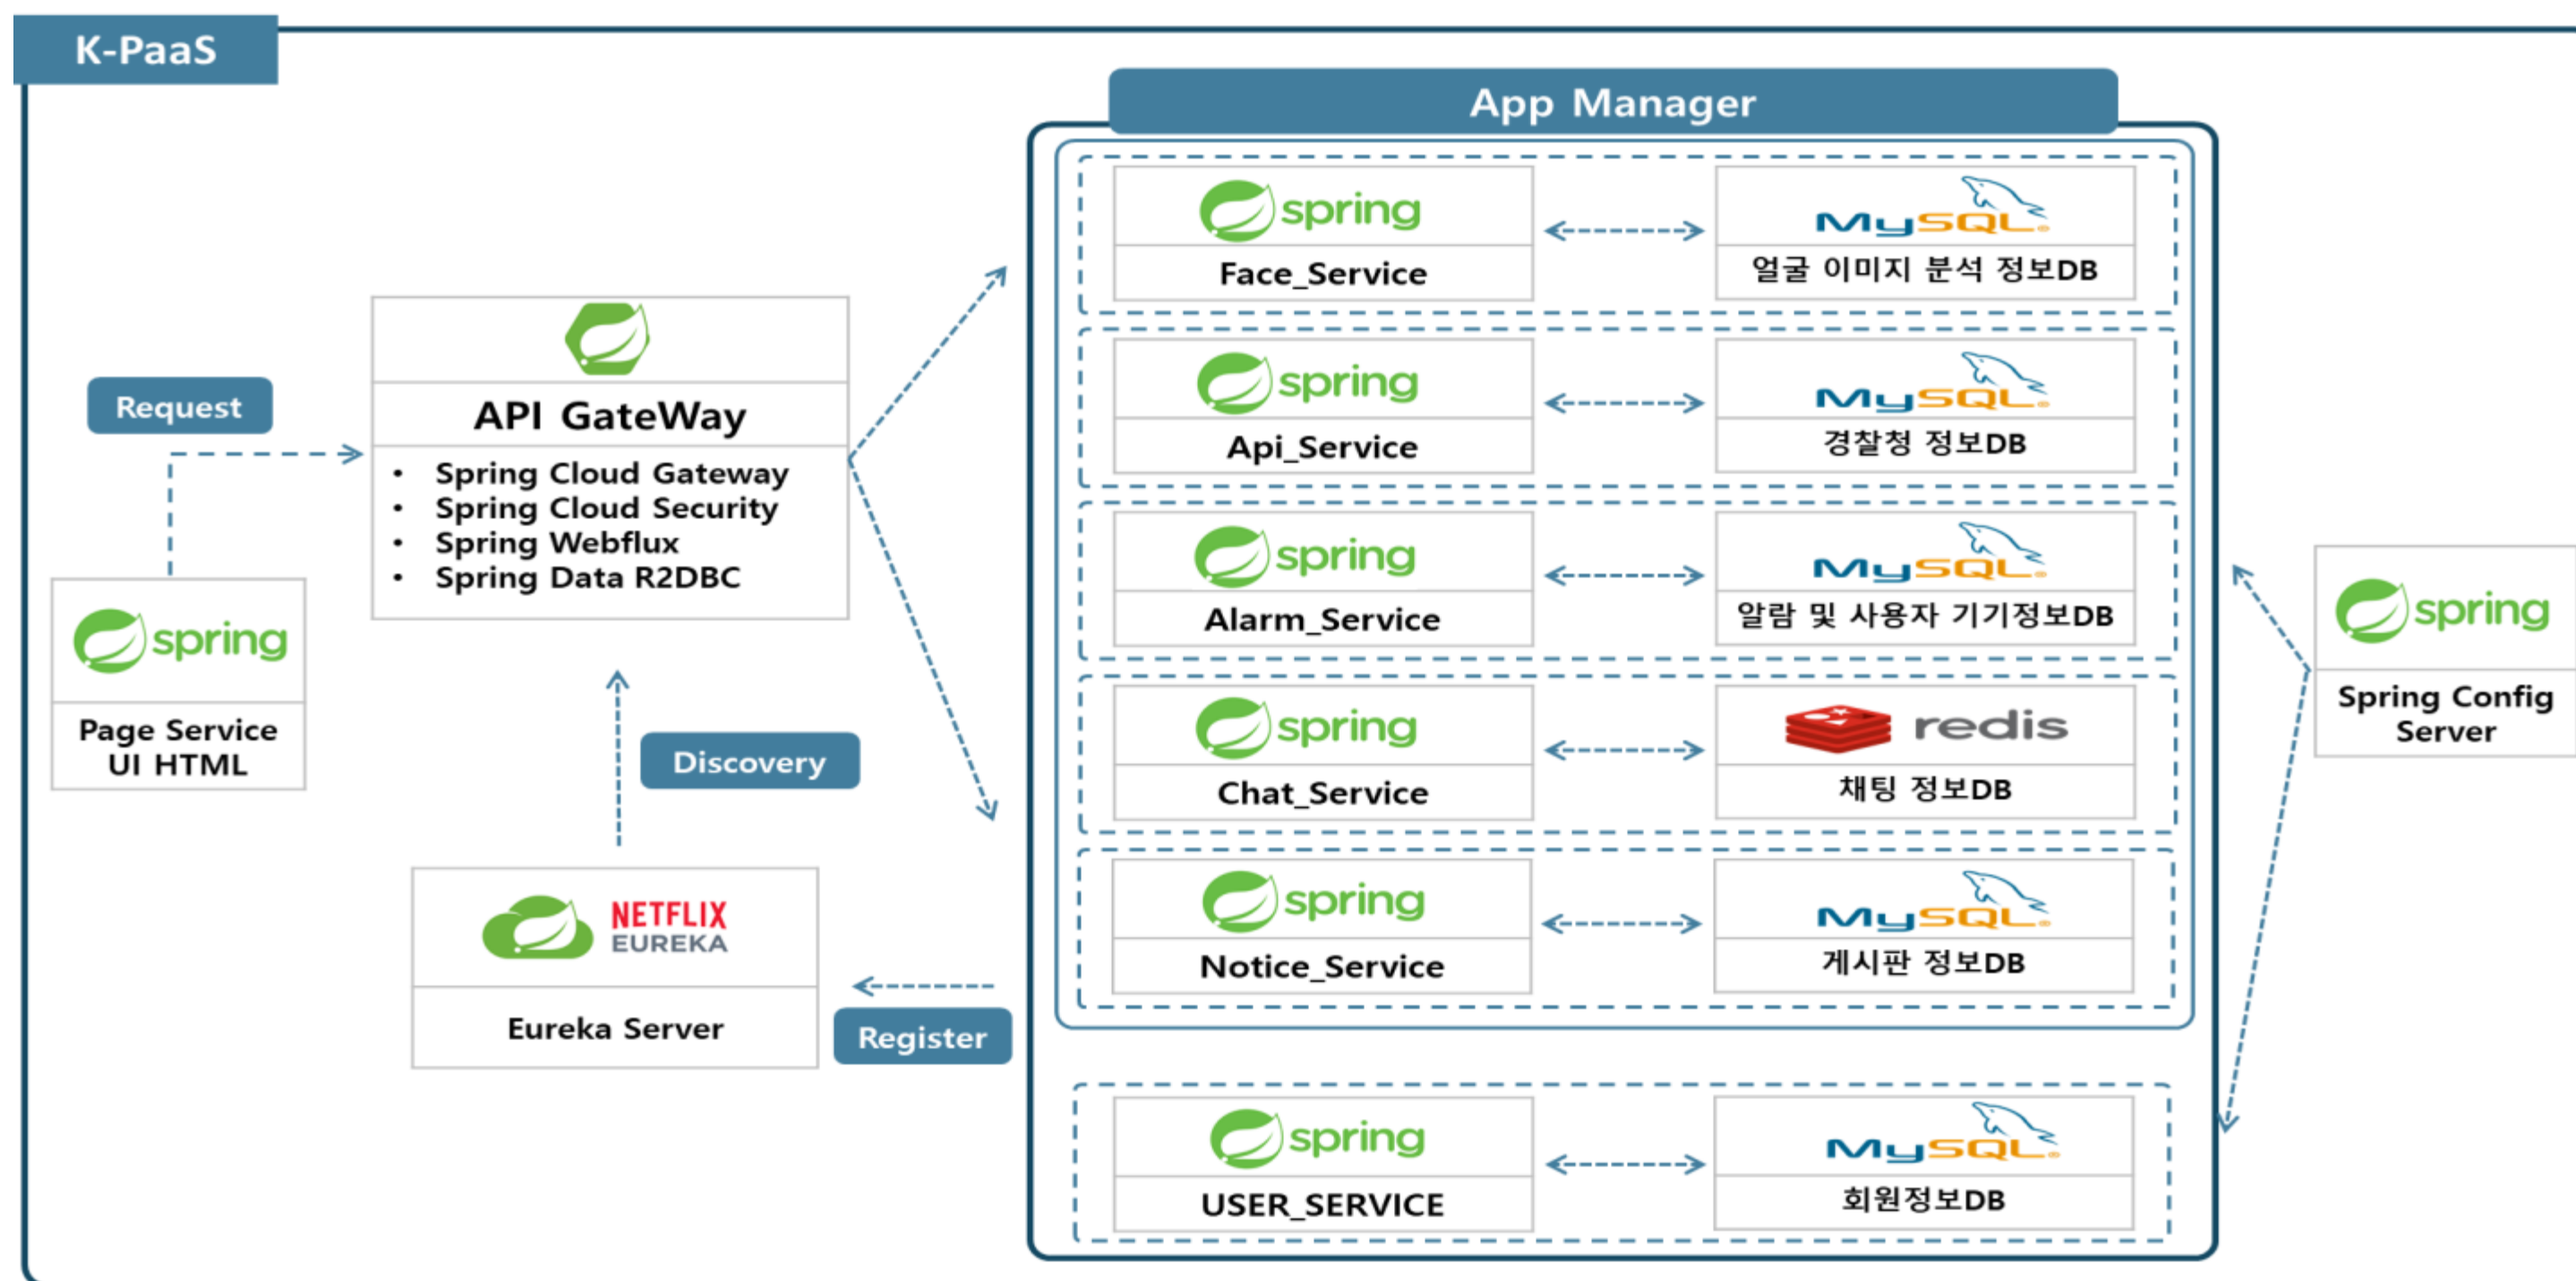 K-PaaS
App Manager
Request
API GateWay
• Spring Cloud Gateway
• Spring Cloud Security
• Spring Webflux
• Spring Data R2DBC
spring
Page Service
UI HTML
Discovery
NETFLIX
EUREKA
Eureka Server
Register
spring
Face_Service
MySQL
얼굴 이미지 분석 정보DB
spring
Api_Service
MySQL
경찰청 정보DB
spring
Alarm_Service
MySQL
알람 및 사용자 기기정보DB
spring
Chat_Service
redis
채팅 정보DB
spring
Notice_Service
MySQL
게시판 정보DB
spring
USER_SERVICE
MySQL
회원정보DB
spring
Spring Config
Server